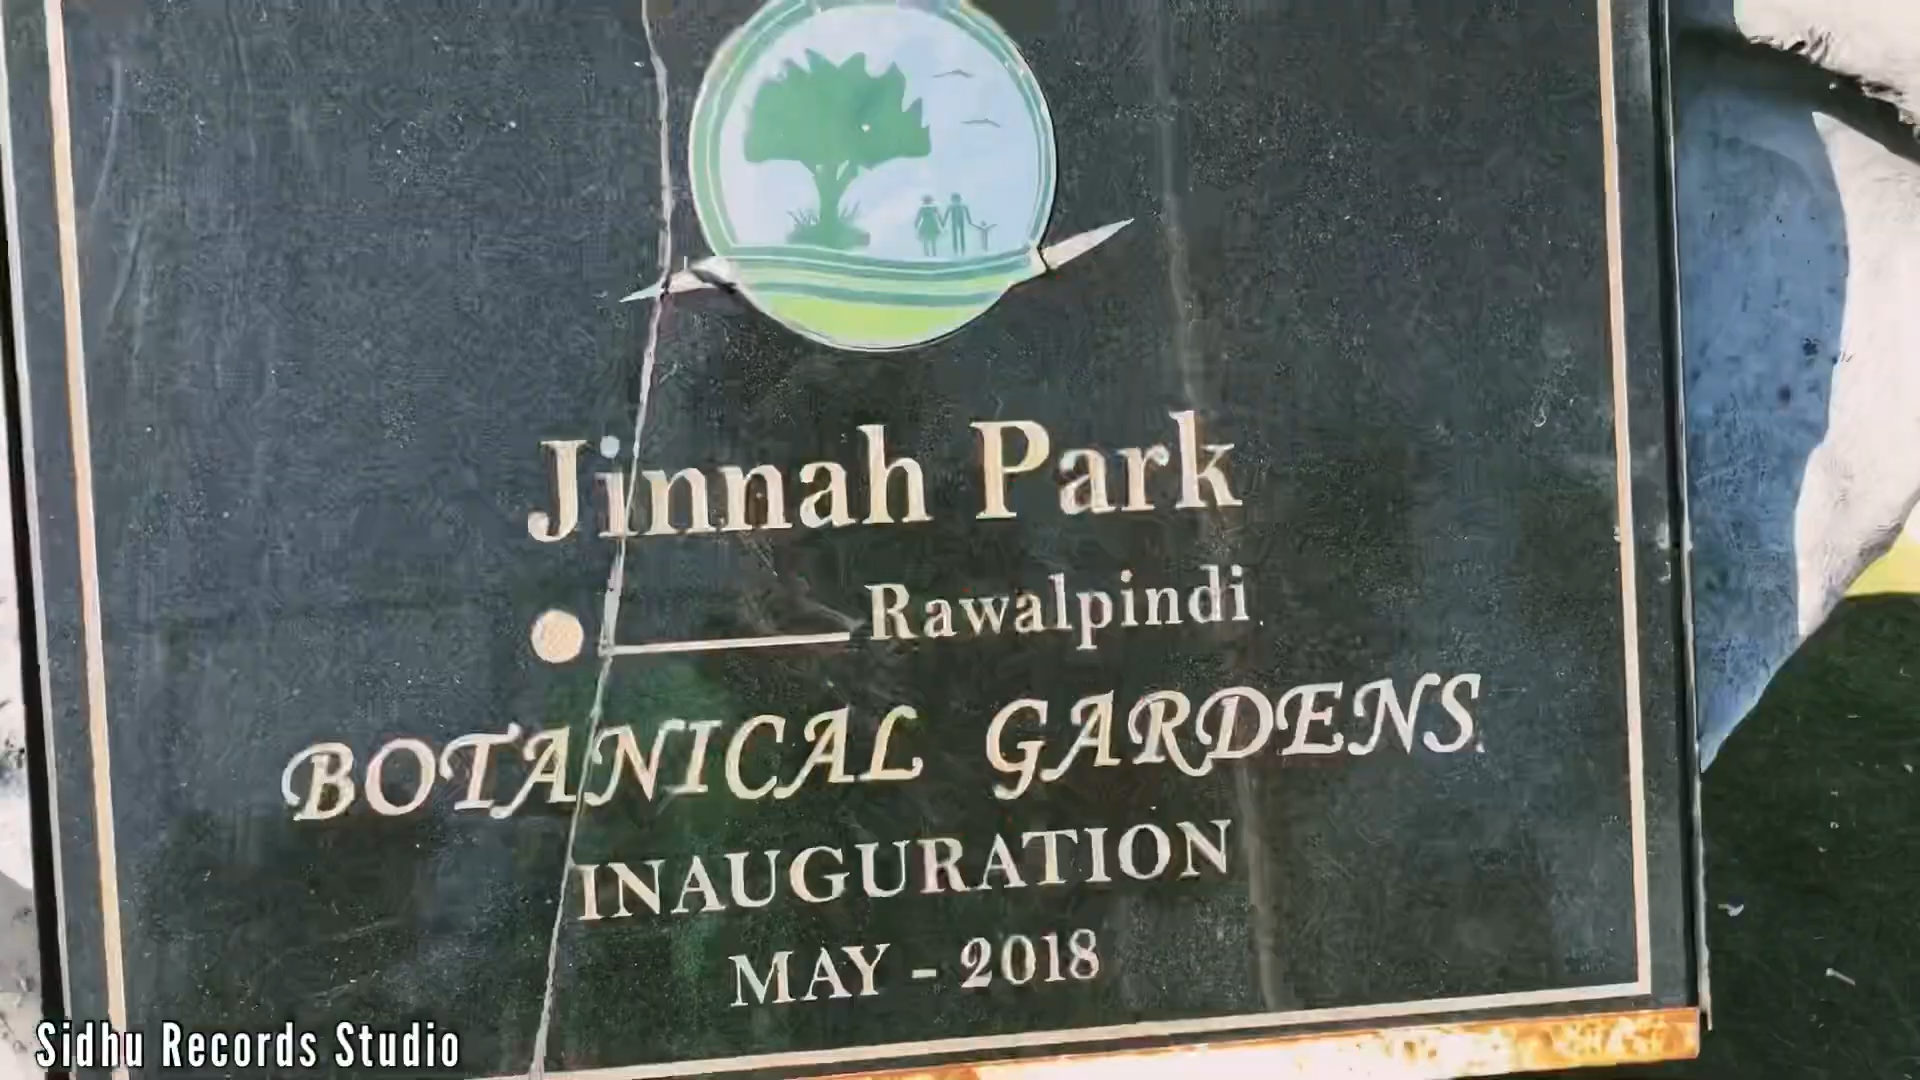 Jinnah Park
Rawalpindi
BOTANICAL GARDENS
INAUGURATION
MAY - 2018
Sidhu Records Studio